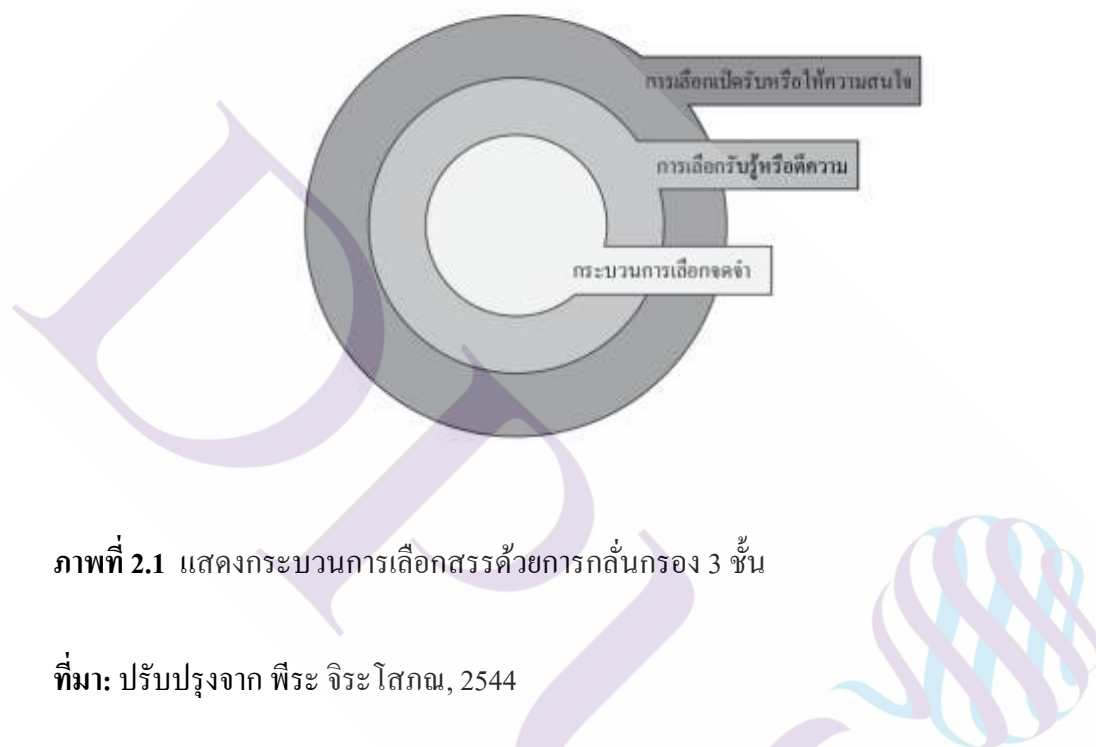 การเลือกเปิดรับหรือให้ความสนใจ
การเลือกรับรู้หรือตีความ
กระบวนการเลือกจดจำ
ภาพที่ 2.1 แสดงกระบวนการเลือกสรรด้วยการกลั่นกรอง 3 ชั้น
ที่มา: ปรับปรุงจาก พีระ จิระโสภณ, 2544